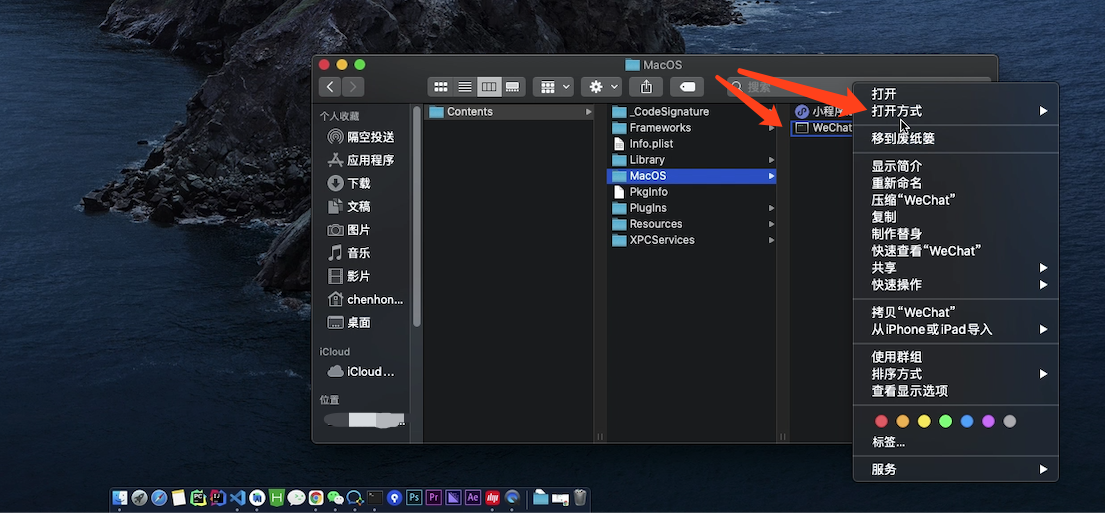 MacOS
搜索
个人收藏
隔空投送
应用程序
下载
文稿
图片
音乐
影片
chenhon...
桌面
iCloud
iCloud...
位置
Contents
_CodeSignature
Frameworks
Info.plist
Library
MacOS
PkgInfo
PlugIns
Resources
XPCServices
小程序
WeChat
打开
打开方式
移到废纸篓
显示简介
重新命名
压缩“WeChat”
复制
制作替身
快速查看“WeChat”
共享
快速操作
拷贝“WeChat”
从iPhone或iPad导入
使用群组
排序方式
查看显示选项
标签...
服务
PC
IJ
Ps
Pr
Ae